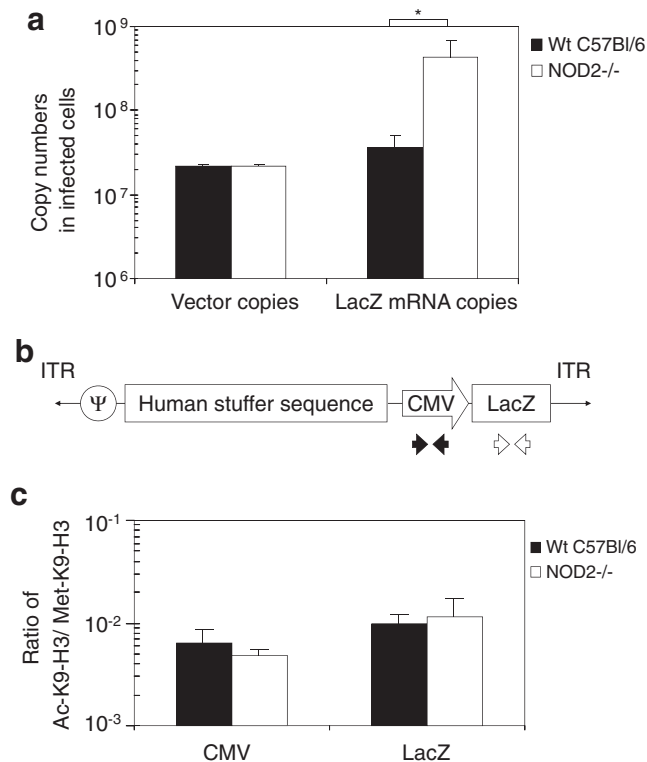 a
*
Wt C57Bl/6
NOD2-/-
Copy numbers
in infected cells
10⁹
10⁸
10⁷
10⁶
Vector copies
LacZ mRNA copies
b
ITR
ITR
Ψ
Human stuffer sequence
CMV
LacZ
c
Ratio of
Ac-K9-H3/ Met-K9-H3
10⁻¹
10⁻²
10⁻³
Wt C57Bl/6
NOD2-/-
CMV
LacZ